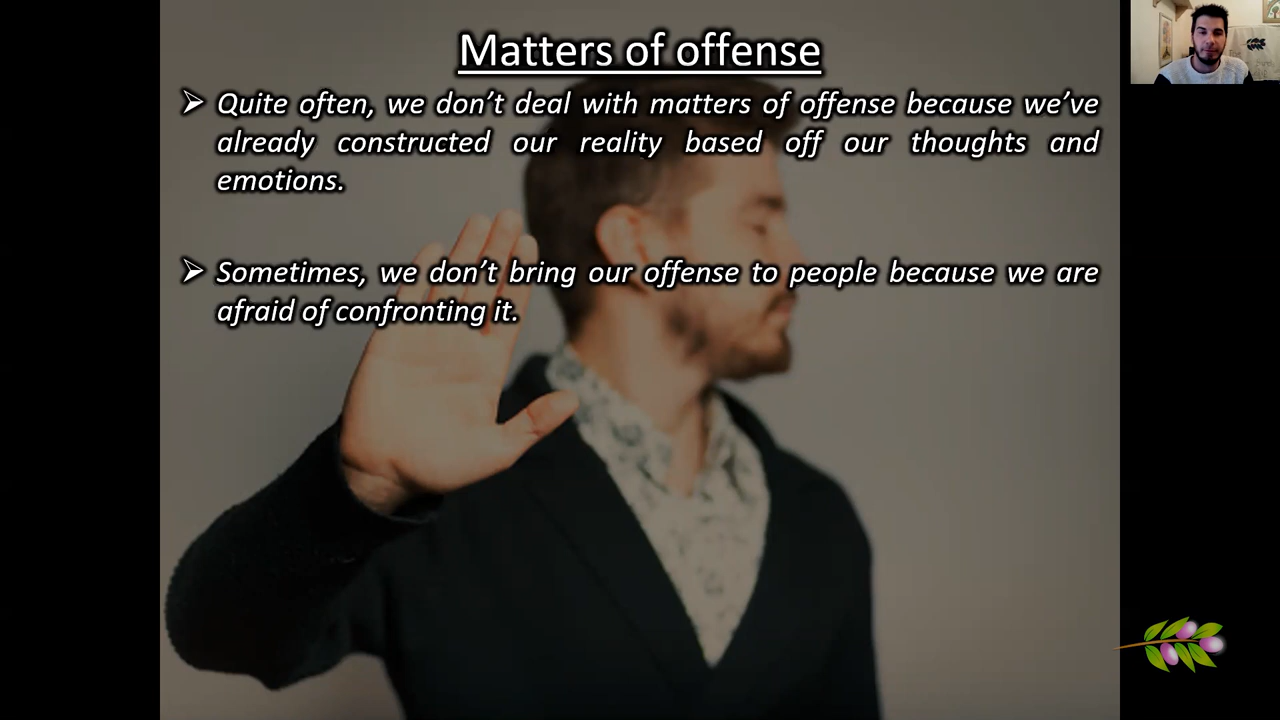 Matters of offense
➢ Quite often, we don’t deal with matters of offense because we’ve
already constructed our reality based off our thoughts and
emotions.
➢ Sometimes, we don’t bring our offense to people because we are
afraid of confronting it.